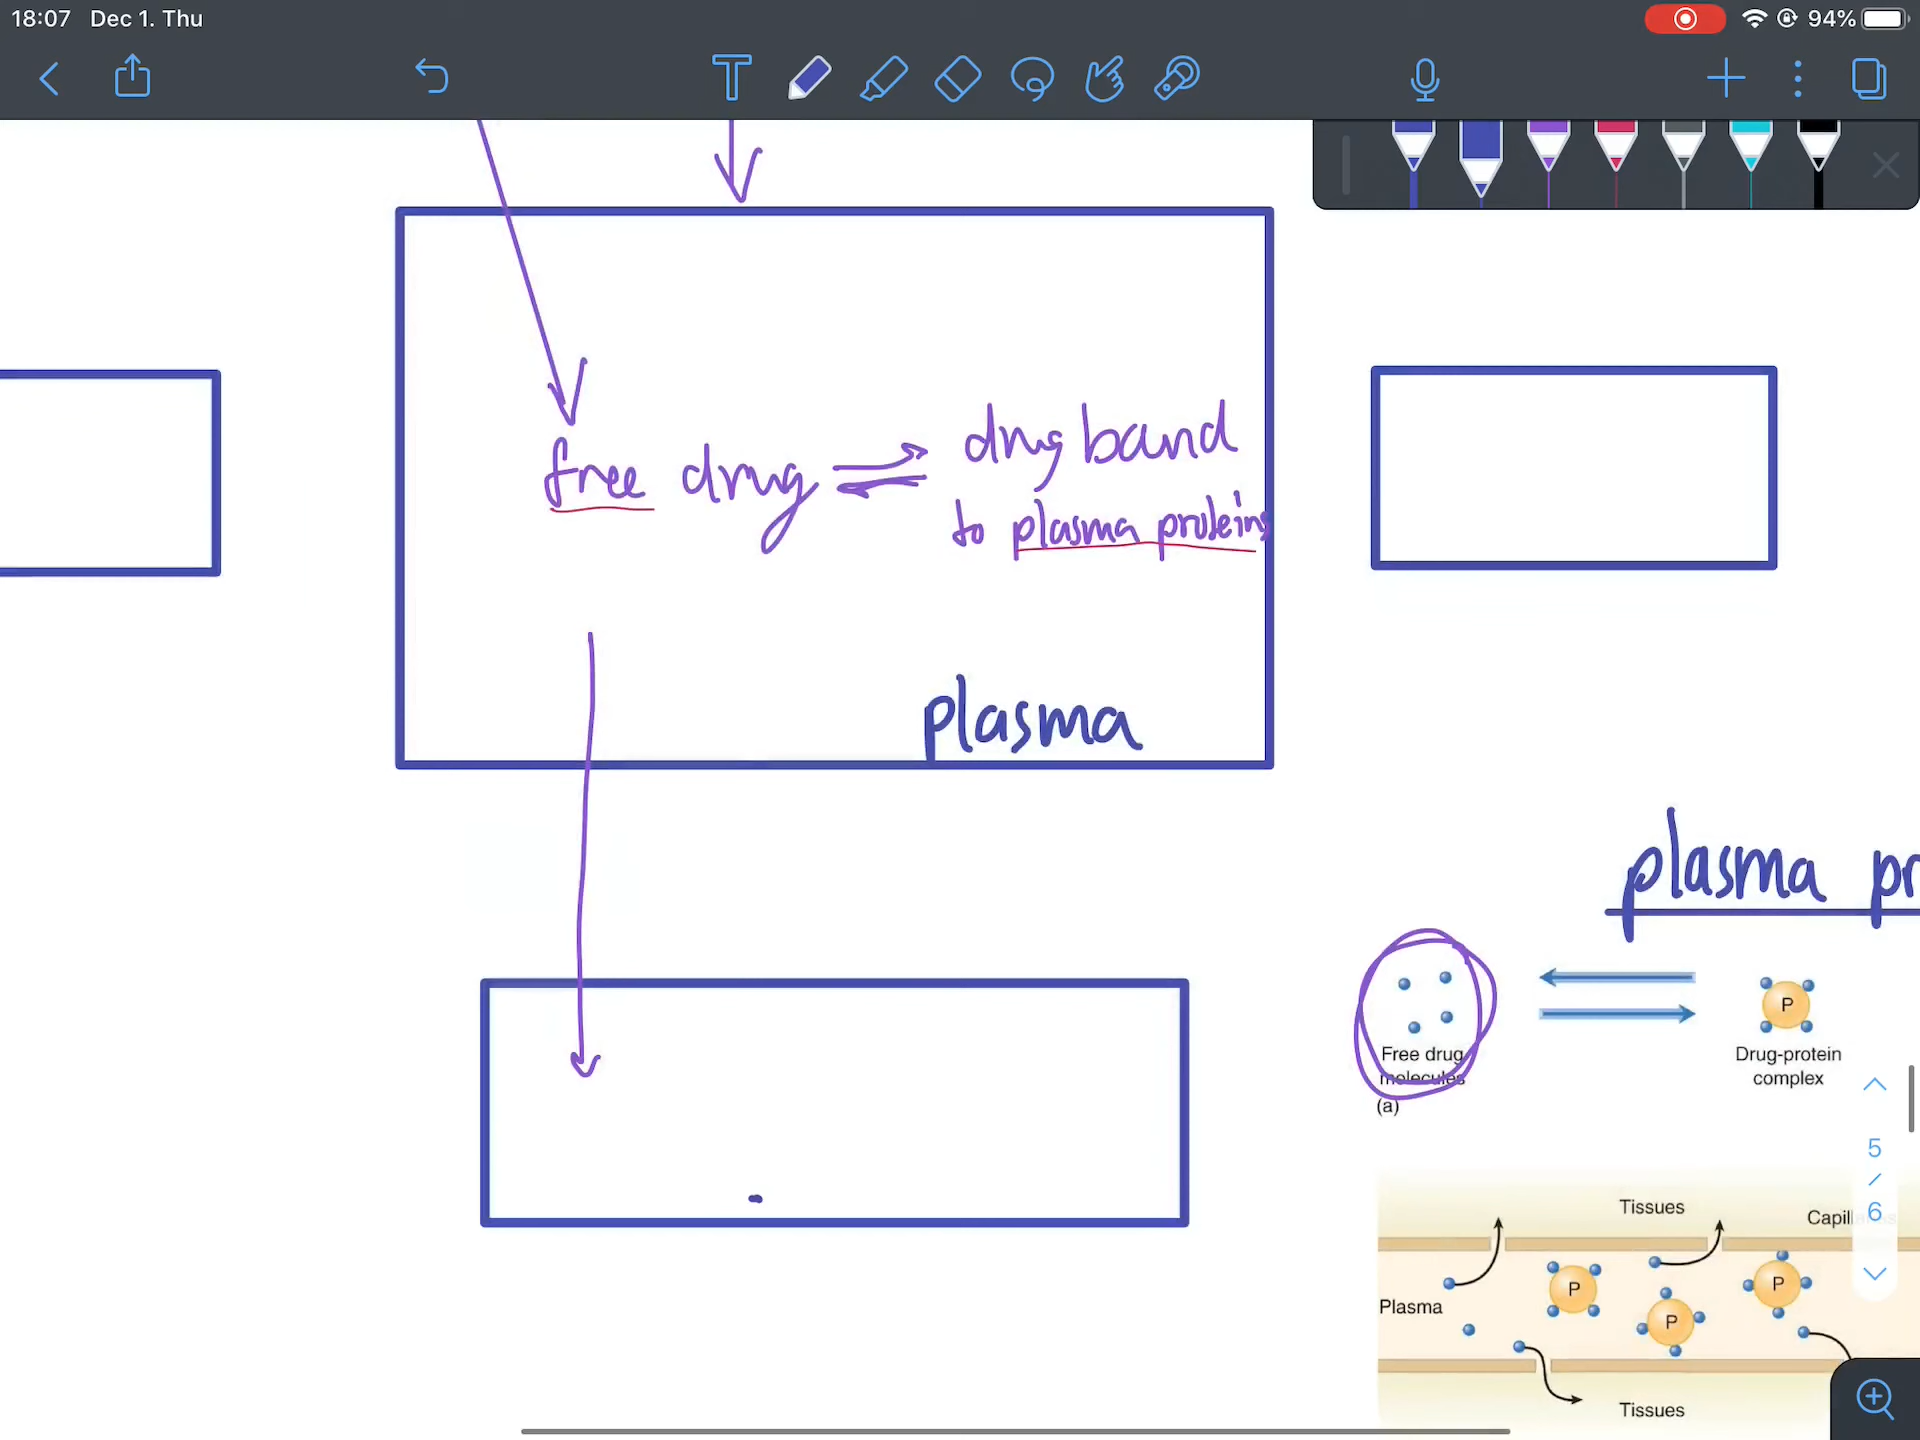 18:07 Dec 1. Thu
94%
free drug ⇌ drug band
to plasma proteins
plasma
plasma pr
P
Free drug
molecules
Drug-protein
complex
(a)
5
/
6
Tissues
Capill
P
P
Plasma
P
Tissues